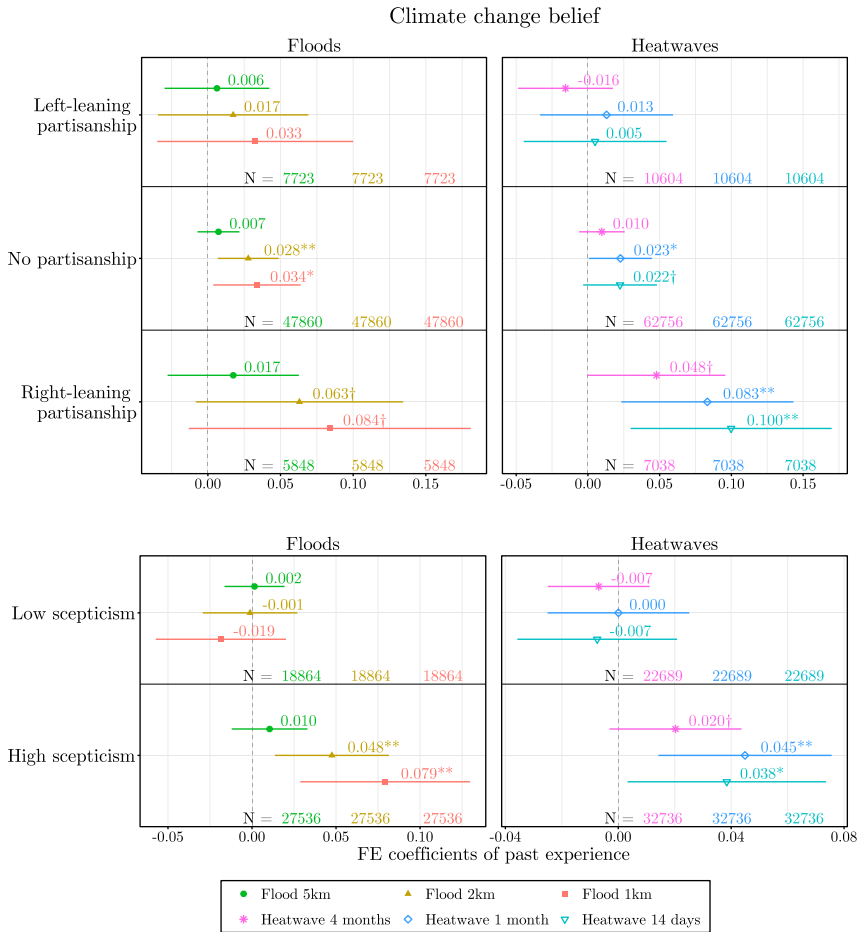 Climate change belief
Floods
Heatwaves
Left-leaning
partisanship
0.006
0.017
0.033
N = 7723 7723 7723
-0.016
0.013
0.005
N = 10604 10604 10604
No partisanship
0.007
0.028**
0.034*
N = 47860 47860 47860
0.010
0.023*
0.022†
N = 62756 62756 62756
Right-leaning
partisanship
0.017
0.063†
0.084†
N = 5848 5848 5848
0.048†
0.083**
0.100**
N = 7038 7038 7038
0.00 0.05 0.10 0.15
-0.05 0.00 0.05 0.10 0.15
Floods
Heatwaves
Low scepticism
0.002
-0.001
-0.019
N = 18864 18864 18864
-0.007
0.000
-0.007
N = 22689 22689 22689
High scepticism
0.010
0.048**
0.079**
N = 27536 27536 27536
0.020†
0.045**
0.038*
N = 32736 32736 32736
-0.05 0.00 0.05 0.10
-0.04 0.00 0.04 0.08
FE coefficients of past experience
Flood 5km Flood 2km Flood 1km
Heatwave 4 months Heatwave 1 month Heatwave 14 days